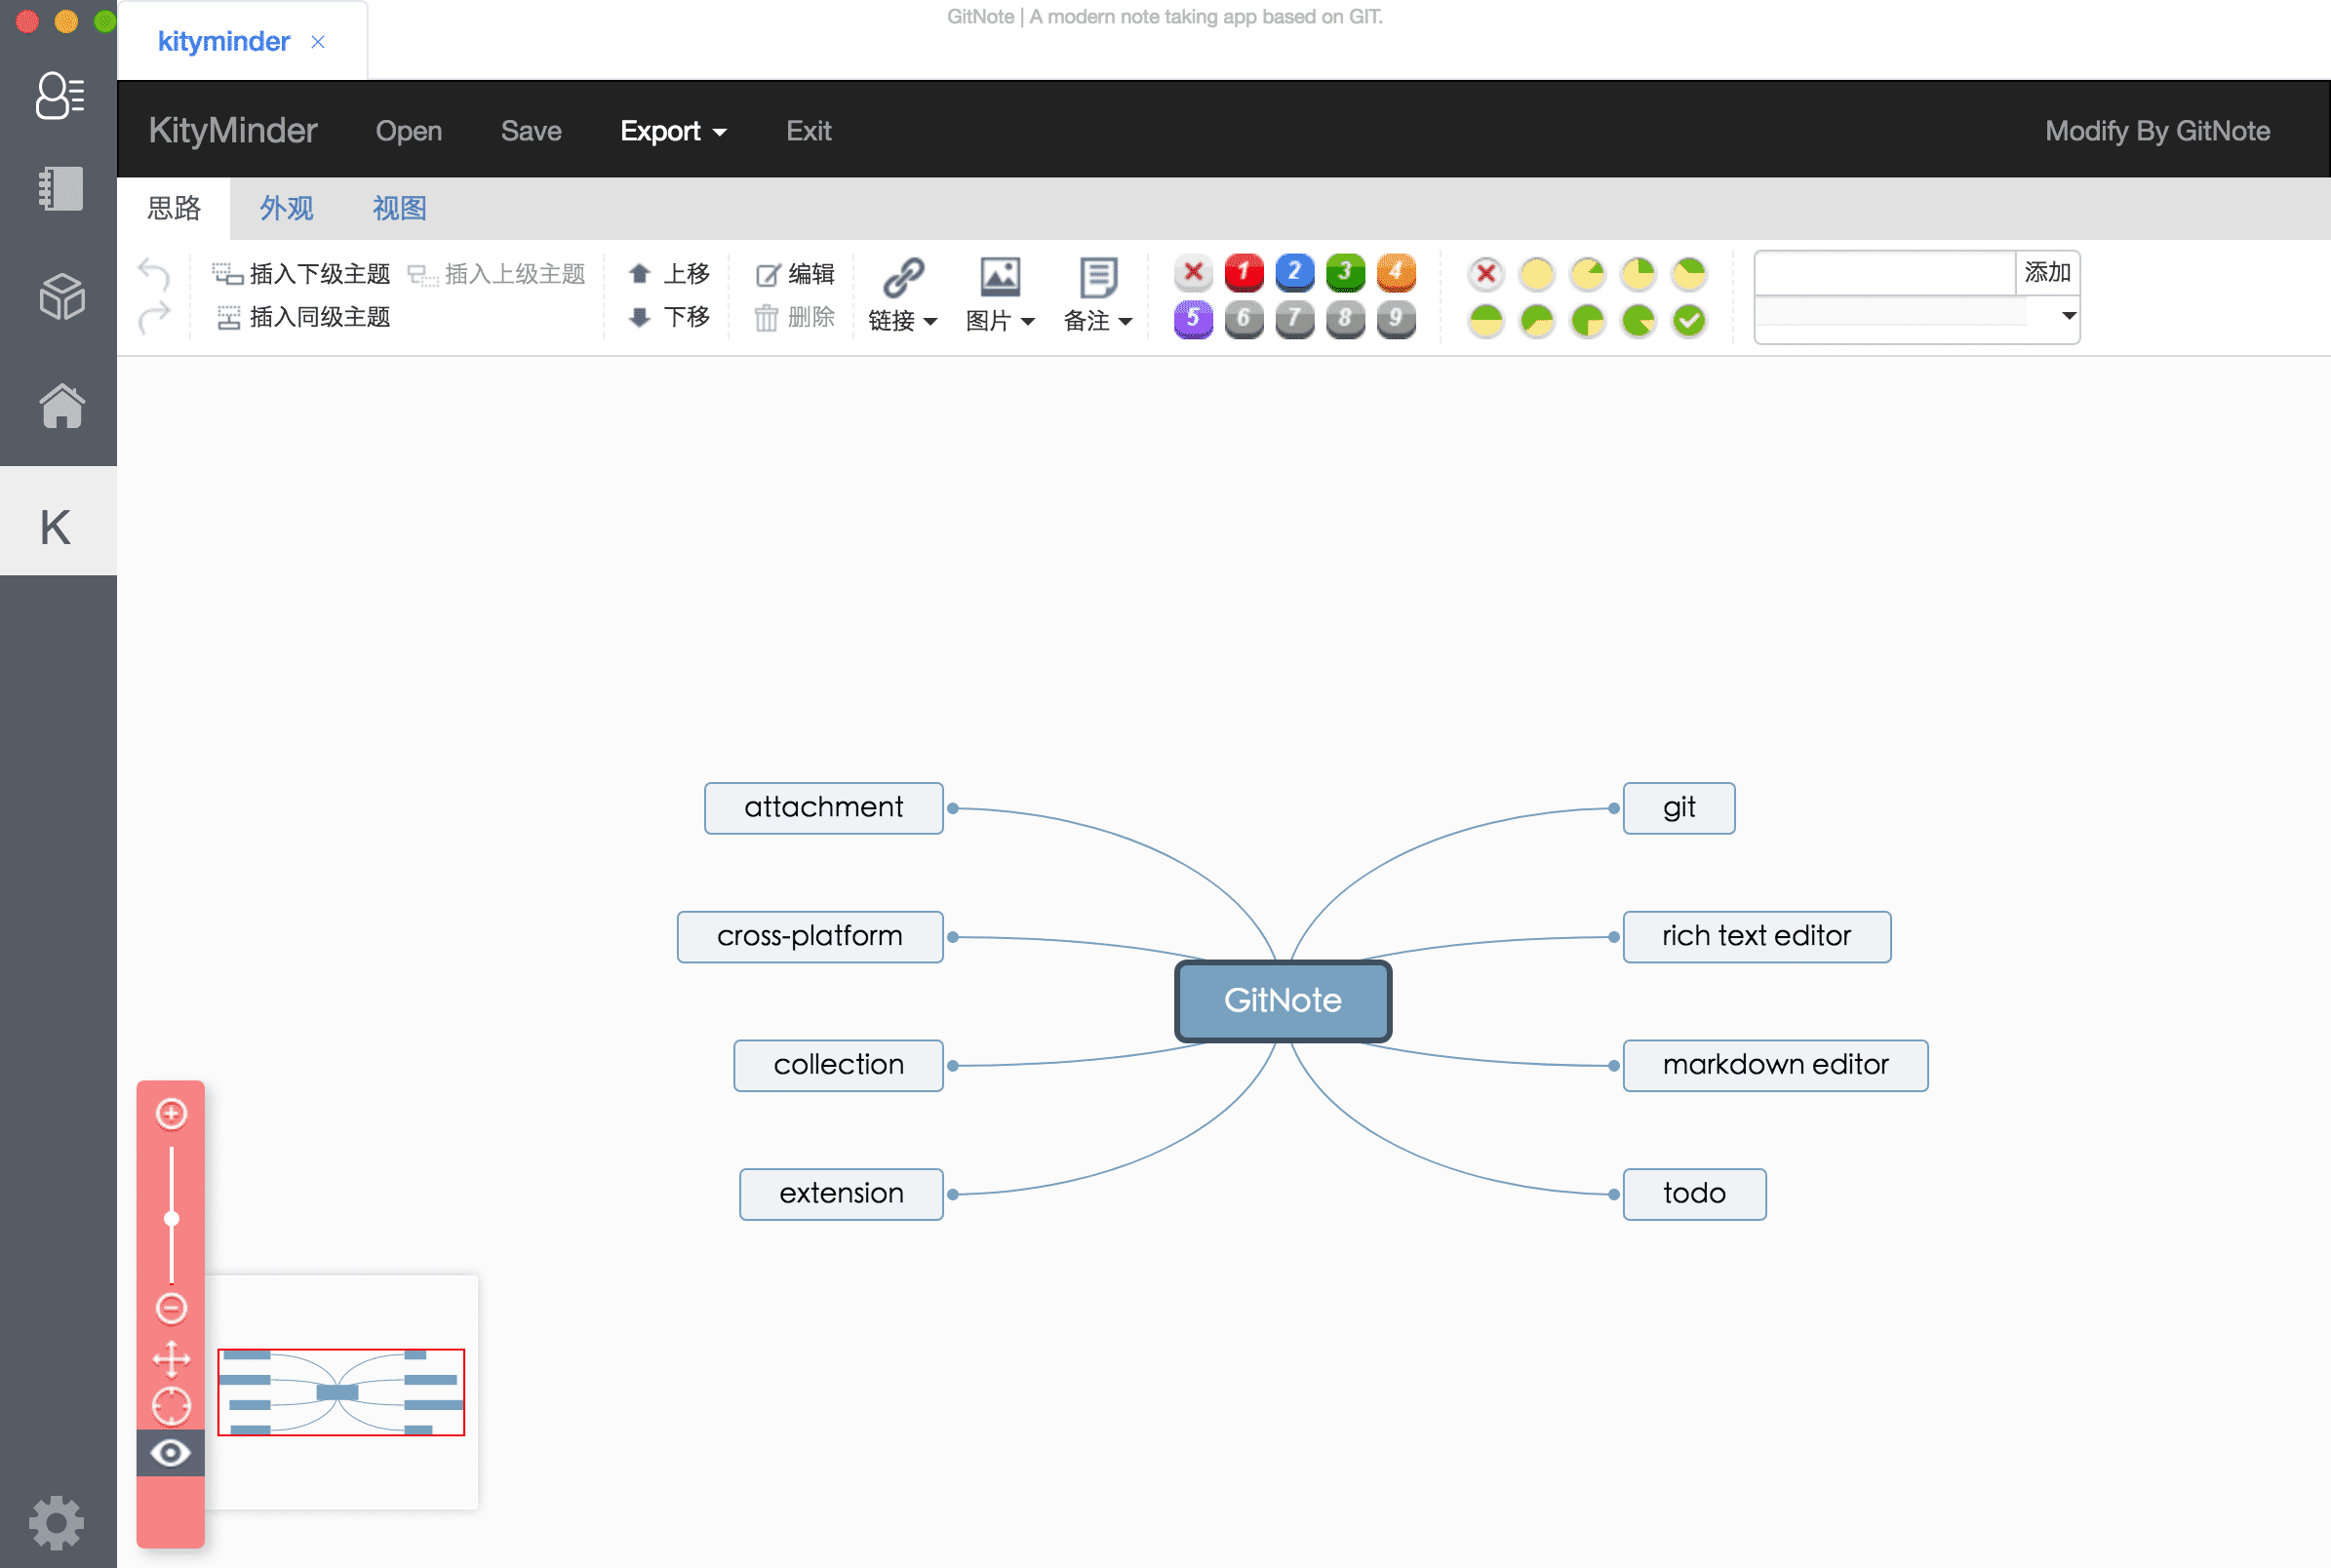 GitNote | A modern note taking app based on GIT.
kityminder
KityMinder Open Save Export Exit Modify By GitNote
思路 外观 视图
插入下级主题 插入上级主题 上移 编辑
插入同级主题 下移 删除
链接 图片 备注
1 2 3 4
5 6 7 8 9
添加
K
attachment git
cross-platform rich text editor
GitNote
collection markdown editor
extension todo